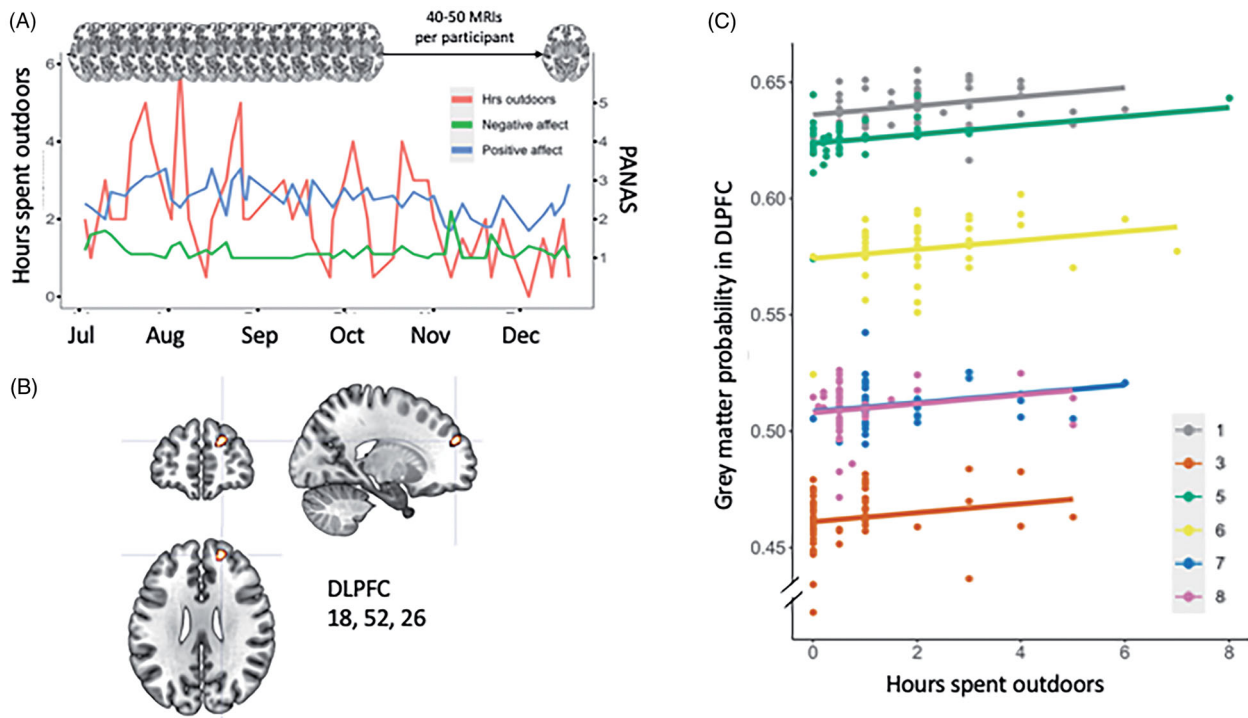 (A)
40-50 MRIs
per participant
Hours spent outdoors
6
4
2
0
Hrs outdoors
Negative affect
Positive affect
5
4
3
2
1
PANAS
Jul Aug Sep Oct Nov Dec
(B)
DLPFC
18, 52, 26
(C)
Grey matter probability in DLPFC
0.65
0.60
0.55
0.50
0.45
1
3
5
6
7
8
0 2 4 6 8
Hours spent outdoors